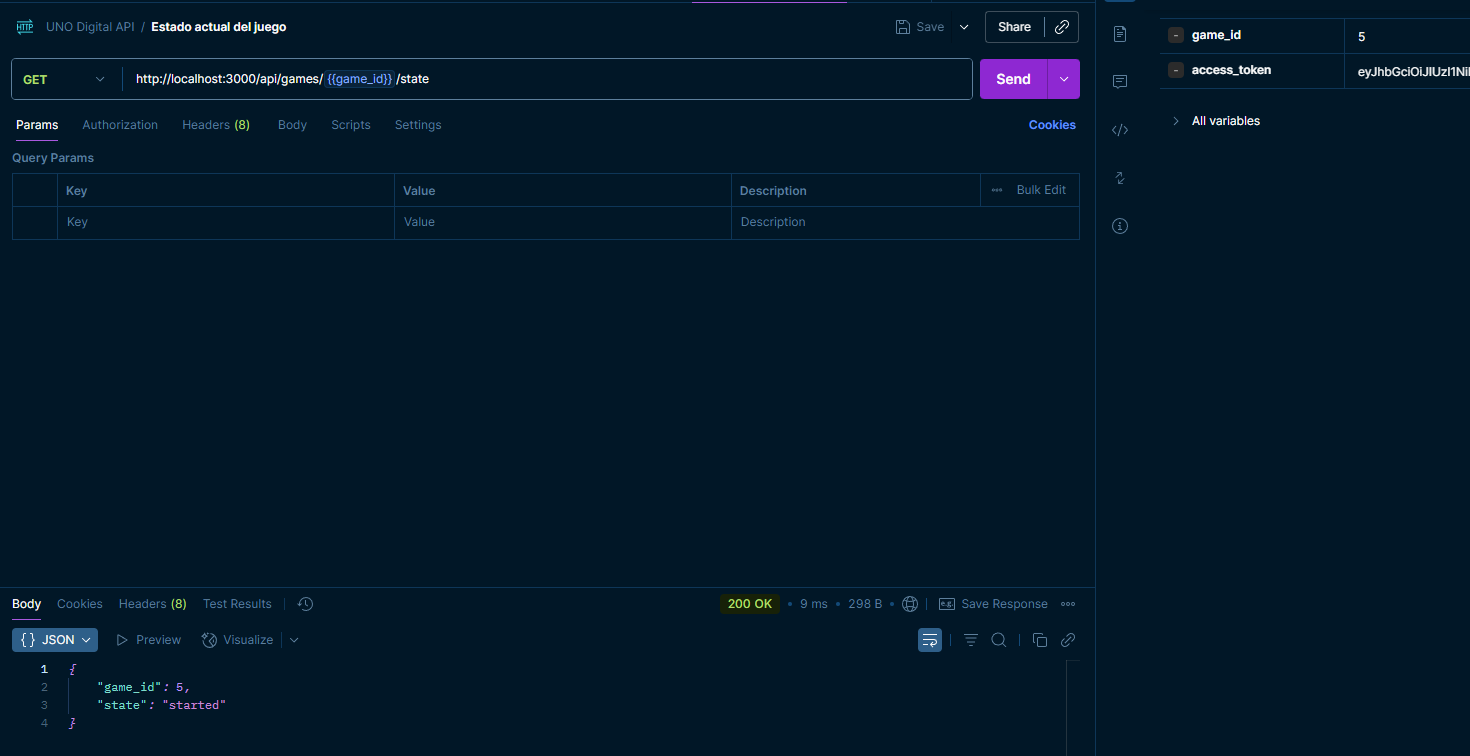 HTTP UNO Digital API / Estado actual del juego Save Share
game_id 5
GET http://localhost:3000/api/games/ {{game_id}} /state Send
access_token eyJhbGciOiJIUzI1NiI
Params Authorization Headers (8) Body Scripts Settings Cookies
All variables
Query Params
Key Value Description ••• Bulk Edit
Key Value Description
Body Cookies Headers (8) Test Results 200 OK • 9 ms • 298 B • e.g. Save Response •••
{ } JSON Preview Visualize
1 {
2 "game_id": 5,
3 "state": "started"
4 }